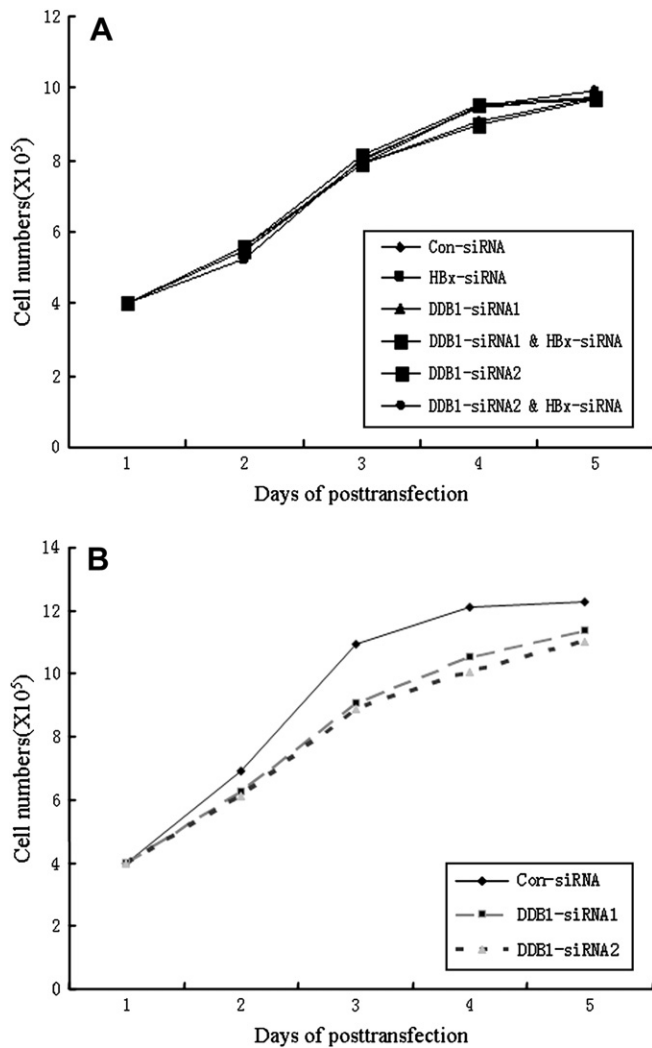 A
12
10
8
6
4
2
0
Cell numbers(X10⁵)
Con-siRNA
HBx-siRNA
DDB1-siRNA1
DDB1-siRNA1 & HBx-siRNA
DDB1-siRNA2
DDB1-siRNA2 & HBx-siRNA
1 2 3 4 5
Days of posttransfection
B
14
12
10
8
6
4
2
0
Cell numbers(X10⁵)
Con-siRNA
DDB1-siRNA1
DDB1-siRNA2
1 2 3 4 5
Days of posttransfection